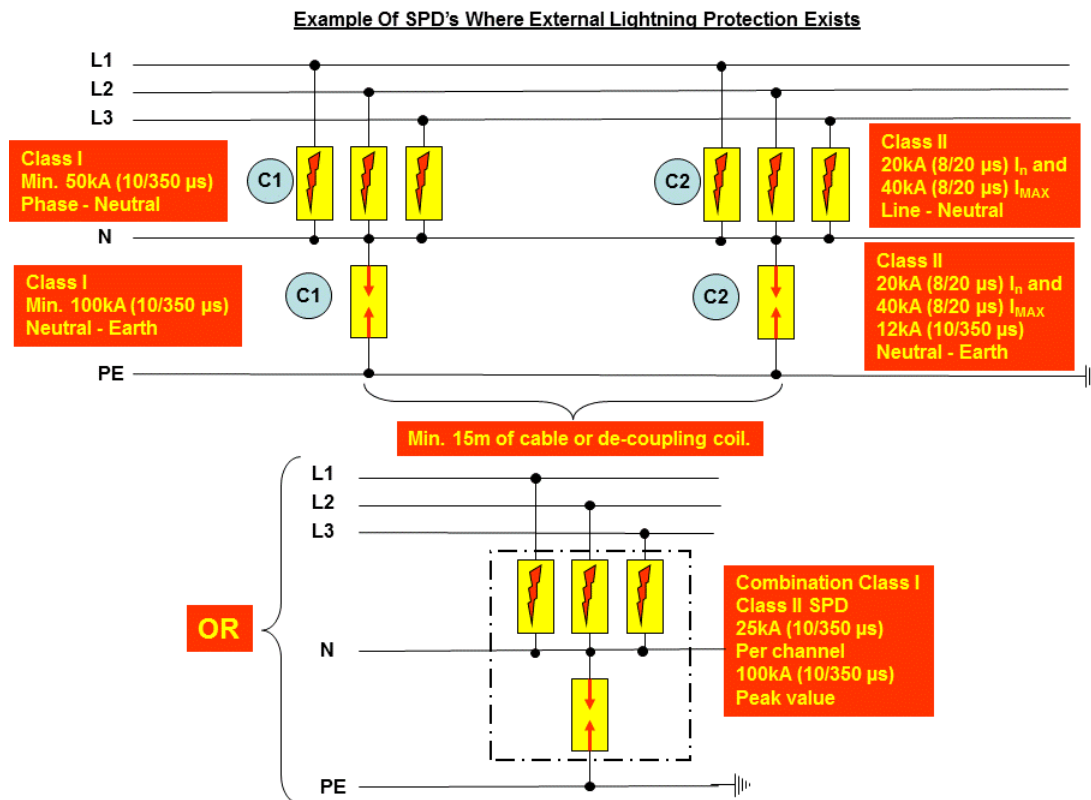 Example Of SPD's Where External Lightning Protection Exists
L1
L2
L3
Class I
Min. 50kA (10/350 µs)
Phase - Neutral
C1
C2
Class II
20kA (8/20 µs) In and
40kA (8/20 µs) IMAX
Line - Neutral
N
Class I
Min. 100kA (10/350 µs)
Neutral - Earth
C1
C2
Class II
20kA (8/20 µs) In and
40kA (8/20 µs) IMAX
12kA (10/350 µs)
Neutral - Earth
PE
Min. 15m of cable or de-coupling coil.
L1
L2
L3
OR
N
Combination Class I
Class II SPD
25kA (10/350 µs)
Per channel
100kA (10/350 µs)
Peak value
PE